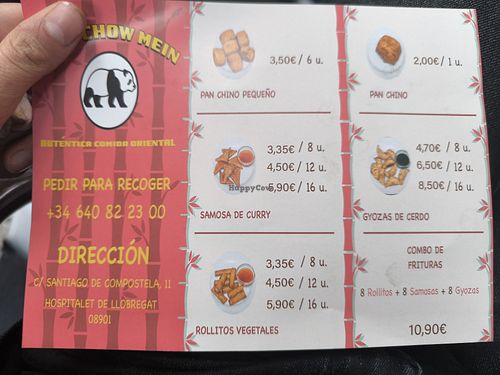 CHOW MEIN
AUTÉNTICA COMIDA ORIENTAL
PEDIR PARA RECOGER
+34 640 82 23 00
DIRECCIÓN
C/ SANTIAGO DE COMPOSTELA, 11
HOSPITALET DE LLOBREGAT
08901
3,50€ / 6 u.
PAN CHINO PEQUEÑO
3,35€ / 8 u.
4,50€ / 12 u.
5,90€ / 16 u.
HappyCow
SAMOSA DE CURRY
3,35€ / 8 u.
4,50€ / 12 u.
5,90€ / 16 u.
ROLLITOS VEGETALES
2,00€ / 1 u.
PAN CHINO
4,70€ / 8 u.
6,50€ / 12 u.
8,50€ / 16 u.
GYOZAS DE CERDO
COMBO DE
FRITURAS
8 Rollitos + 8 Samosas + 8 Gyozas
10,90€